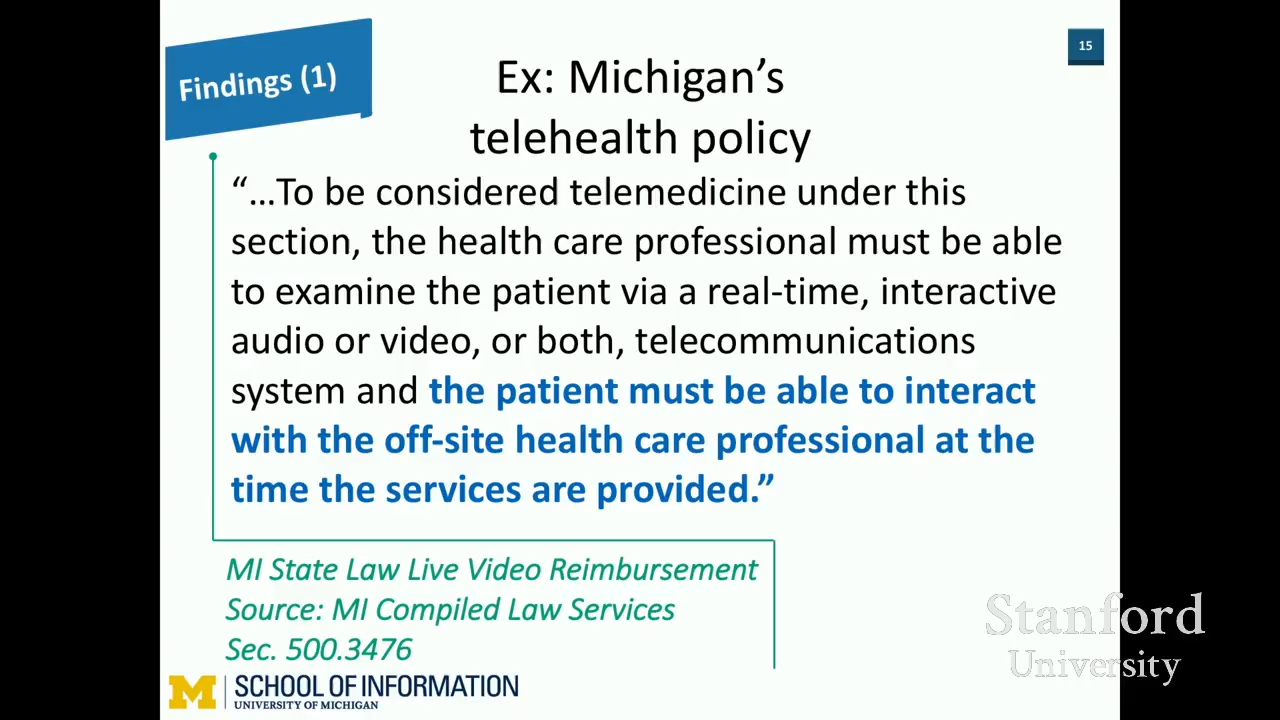 Findings (1)
15
Ex: Michigan’s
telehealth policy
“…To be considered telemedicine under this
section, the health care professional must be able
to examine the patient via a real-time, interactive
audio or video, or both, telecommunications
system and the patient must be able to interact
with the off-site health care professional at the
time the services are provided.”
MI State Law Live Video Reimbursement
Source: MI Compiled Law Services
Sec. 500.3476
M
SCHOOL OF INFORMATION
UNIVERSITY OF MICHIGAN
Stanford
University